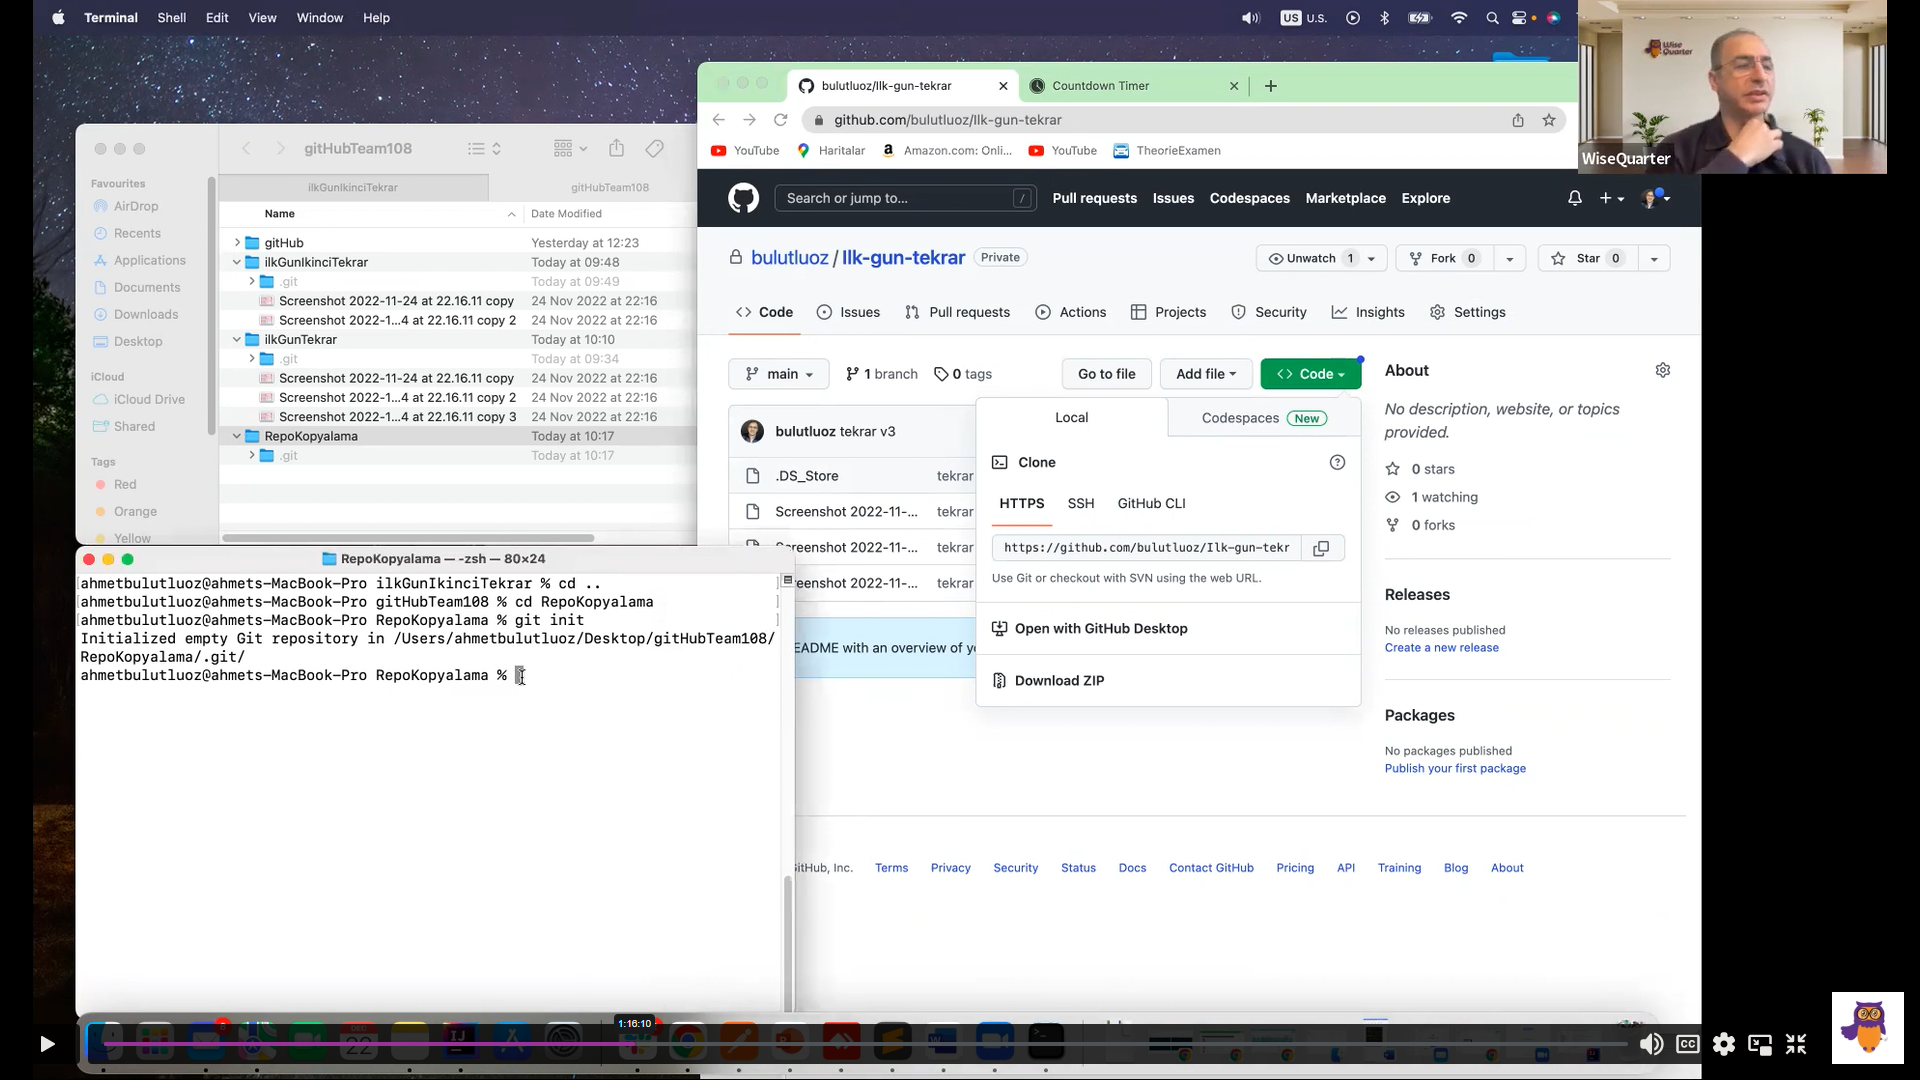 Terminal Shell Edit View Window Help
US U.S.
Wise Quarter
WiseQuarter
bulutluoz/Ilk-gun-tekrar
Countdown Timer
github.com/bulutluoz/Ilk-gun-tekrar
YouTube Haritalar Amazon.com: Onli... YouTube TheorieExamen
Search or jump to... /
Pull requests Issues Codespaces Marketplace Explore
bulutluoz / Ilk-gun-tekrar Private
Unwatch 1 Fork 0 Star 0
Code Issues Pull requests Actions Projects Security Insights Settings
main 1 branch 0 tags Go to file Add file Code
bulutluoz tekrar v3
.DS_Store tekrar
Screenshot 2022-11-... tekrar
Screenshot 2022-11-... tekrar
creenshot 2022-11-... tekrar
EADME with an overview of yo
Local Codespaces New
Clone
HTTPS SSH GitHub CLI
https://github.com/bulutluoz/Ilk-gun-tekr
Use Git or checkout with SVN using the web URL.
Open with GitHub Desktop
Download ZIP
About
No description, website, or topics
provided.
0 stars
1 watching
0 forks
Releases
No releases published
Create a new release
Packages
No packages published
Publish your first package
GitHub, Inc. Terms Privacy Security Status Docs Contact GitHub Pricing API Training Blog About
gitHubTeam108
ilkGunIkinciTekrar gitHubTeam108
Favourites
AirDrop
Recents
Applications
Documents
Downloads
Desktop
iCloud
iCloud Drive
Shared
Tags
Red
Orange
Yellow
Name Date Modified
gitHub Yesterday at 12:23
ilkGunIkinciTekrar Today at 09:48
.git Today at 09:49
Screenshot 2022-11-24 at 22.16.11 copy 24 Nov 2022 at 22:16
Screenshot 2022-1...4 at 22.16.11 copy 2 24 Nov 2022 at 22:16
ilkGunTekrar Today at 10:10
.git Today at 09:34
Screenshot 2022-11-24 at 22.16.11 copy 24 Nov 2022 at 22:16
Screenshot 2022-1...4 at 22.16.11 copy 2 24 Nov 2022 at 22:16
Screenshot 2022-1...4 at 22.16.11 copy 3 24 Nov 2022 at 22:16
RepoKopyalama Today at 10:17
.git Today at 10:17
RepoKopyalama — -zsh — 80×24
ahmetbulutluoz@ahmets-MacBook-Pro ilkGunIkinciTekrar % cd ..
ahmetbulutluoz@ahmets-MacBook-Pro gitHubTeam108 % cd RepoKopyalama
ahmetbulutluoz@ahmets-MacBook-Pro RepoKopyalama % git init
Initialized empty Git repository in /Users/ahmetbulutluoz/Desktop/gitHubTeam108/
RepoKopyalama/.git/
ahmetbulutluoz@ahmets-MacBook-Pro RepoKopyalama %
1:16:10
DEC
22
CC